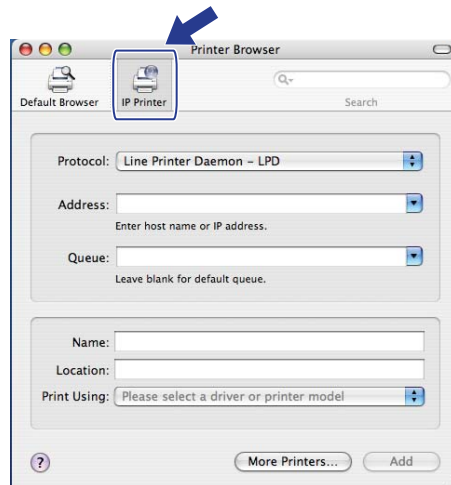 Printer Browser
Default Browser
IP Printer
Search
Protocol: Line Printer Daemon – LPD
Address:
Enter host name or IP address.
Queue:
Leave blank for default queue.
Name:
Location:
Print Using: Please select a driver or printer model
? More Printers... Add